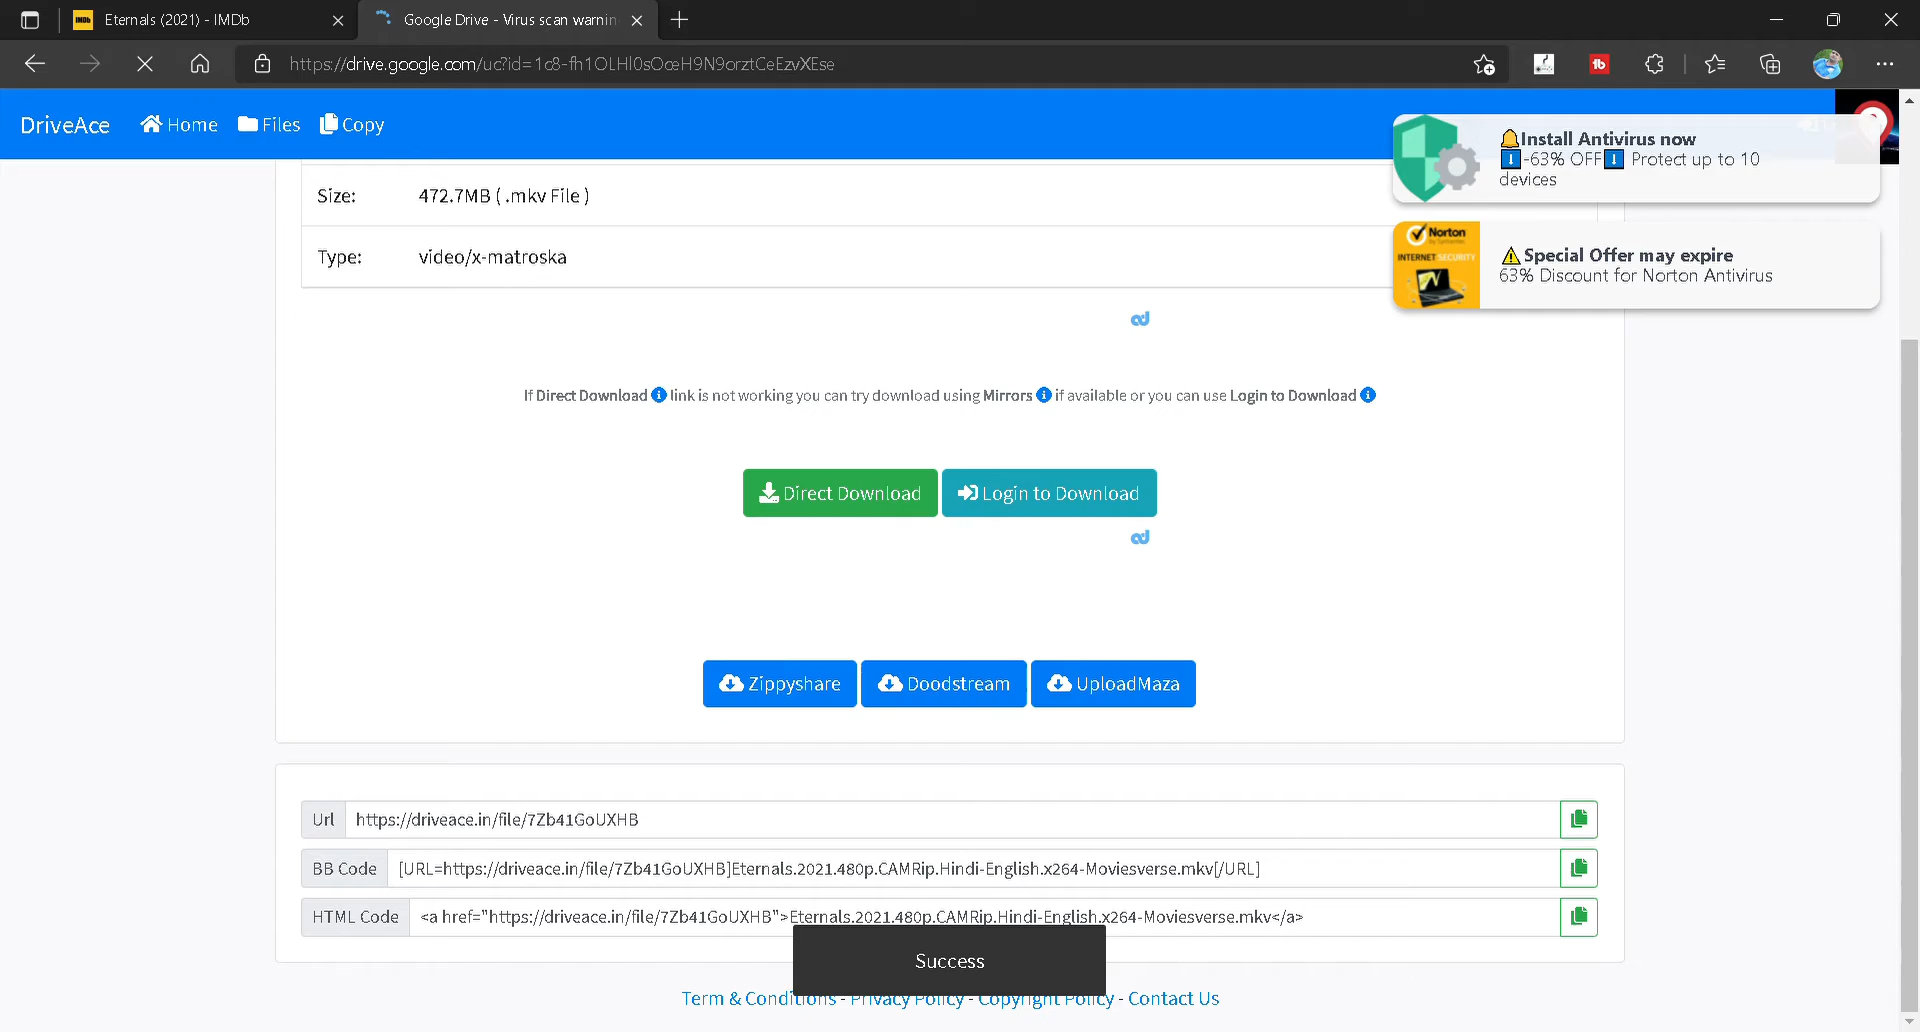 Eternals (2021) - IMDb
Google Drive - Virus scan warnin
https://drive.google.com/uc?id=1c8-fh1OLHl0sOceH9N9orztCeEzvXEse
DriveAce Home Files Copy
Install Antivirus now
-63% OFF Protect up to 10
devices
Size: 472.7MB ( .mkv File )
Norton
by Symantec
INTERNET SECURITY
Special Offer may expire
63% Discount for Norton Antivirus
Type: video/x-matroska
ad
If Direct Download link is not working you can try download using Mirrors if available or you can use Login to Download
Direct Download Login to Download
ad
Zippyshare Doodstream UploadMaza
Url https://driveace.in/file/7Zb41GoUXHB
BB Code [URL=https://driveace.in/file/7Zb41GoUXHB]Eternals.2021.480p.CAMRip.Hindi-English.x264-Moviesverse.mkv[/URL]
HTML Code <a href="https://driveace.in/file/7Zb41GoUXHB">Eternals.2021.480p.CAMRip.Hindi-English.x264-Moviesverse.mkv</a>
Success
Term & Conditions - Privacy Policy - Copyright Policy - Contact Us